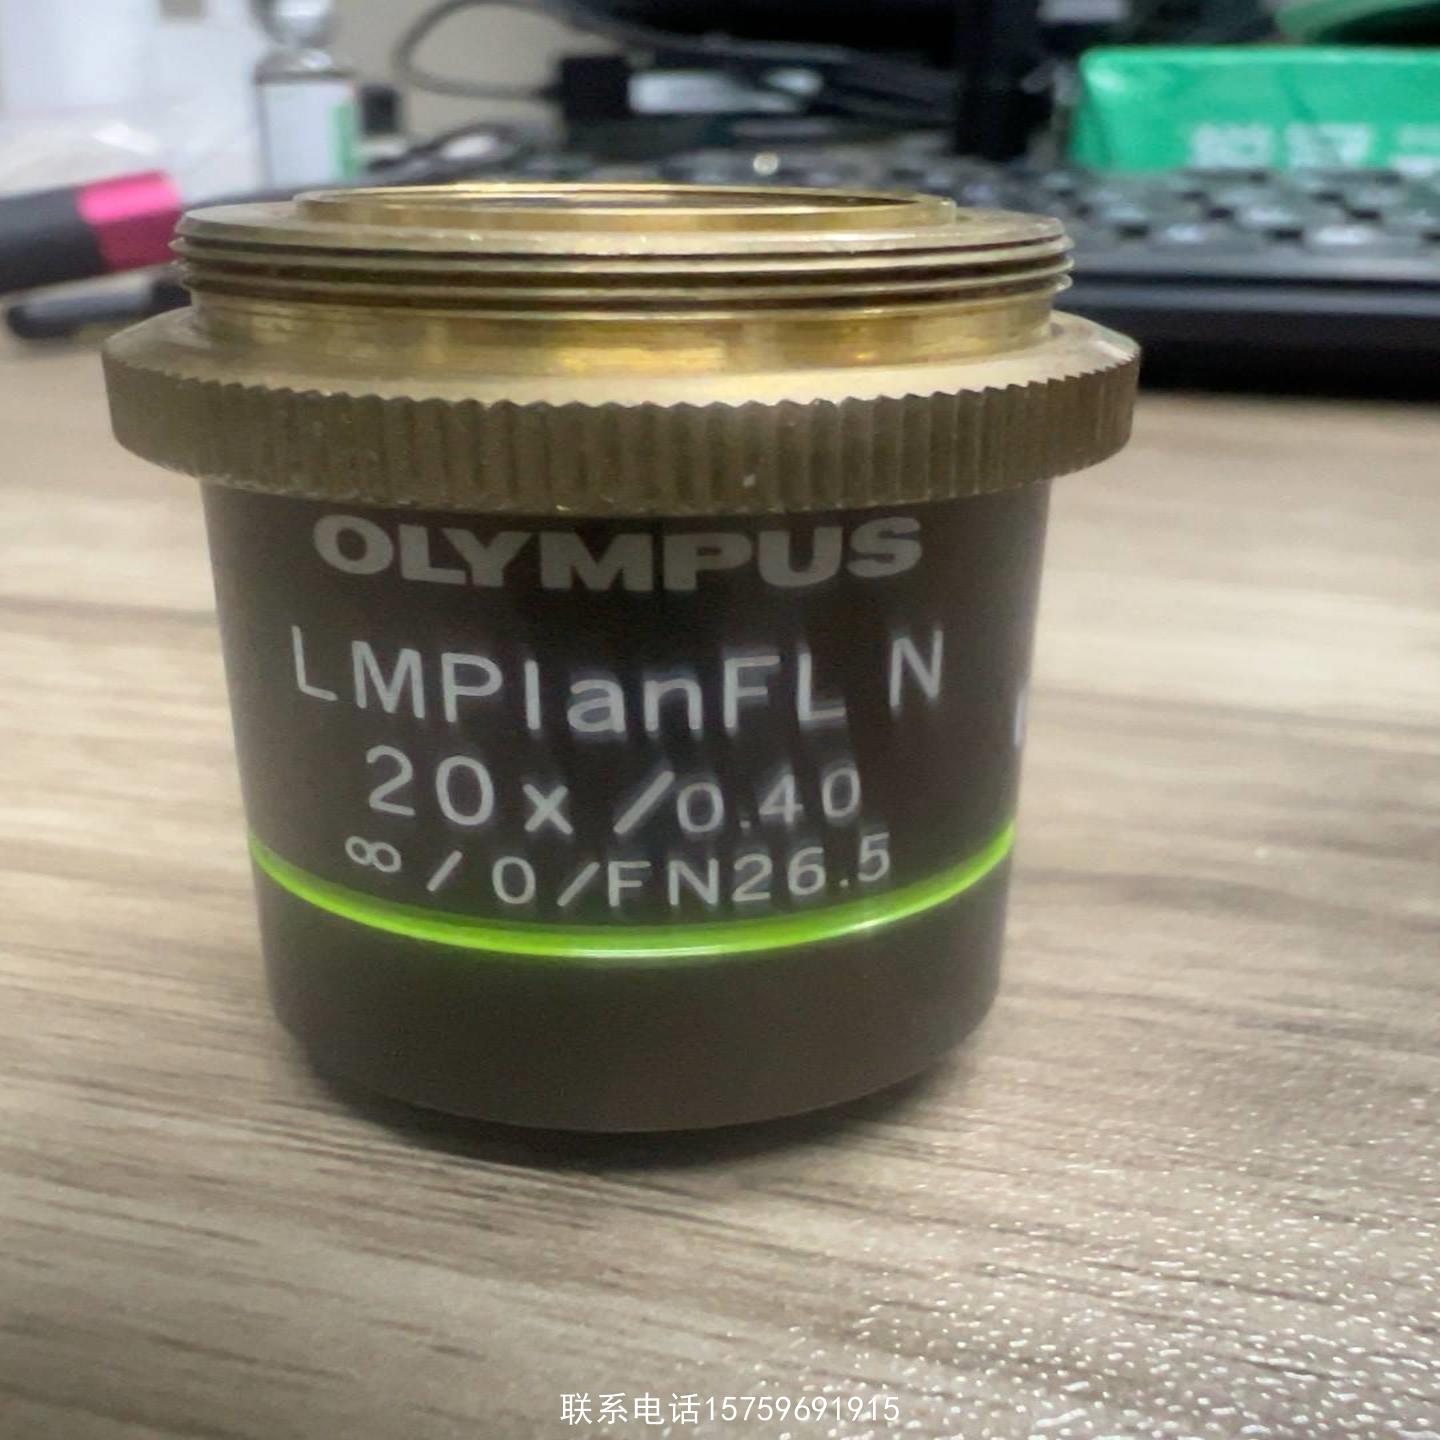 OLYMPUS
LMPlanFL N
20x/0.40
∞/0/FN26.5
联系电话15759691915